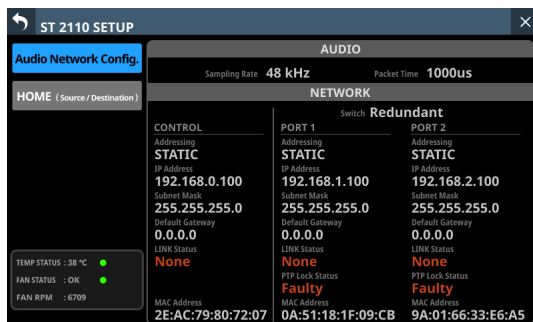 ST 2110 SETUP
Audio Network Config.
HOME ( Source / Destination )
AUDIO
Sampling Rate 48 kHz Packet Time 1000us
NETWORK
Switch Redundant
CONTROL PORT 1 PORT 2
Addressing Addressing Addressing
STATIC STATIC STATIC
IP Address IP Address IP Address
192.168.0.100 192.168.1.100 192.168.2.100
Subnet Mask Subnet Mask Subnet Mask
255.255.255.0 255.255.255.0 255.255.255.0
Default Gateway Default Gateway Default Gateway
0.0.0.0 0.0.0.0 0.0.0.0
LINK Status LINK Status LINK Status
None None None
PTP Lock Status PTP Lock Status
Faulty Faulty
MAC Address MAC Address MAC Address
2E:AC:79:80:72:07 0A:51:18:1F:09:CB 9A:01:66:33:E6:A5
TEMP STATUS : 38 °C
FAN STATUS : OK
FAN RPM : 6709